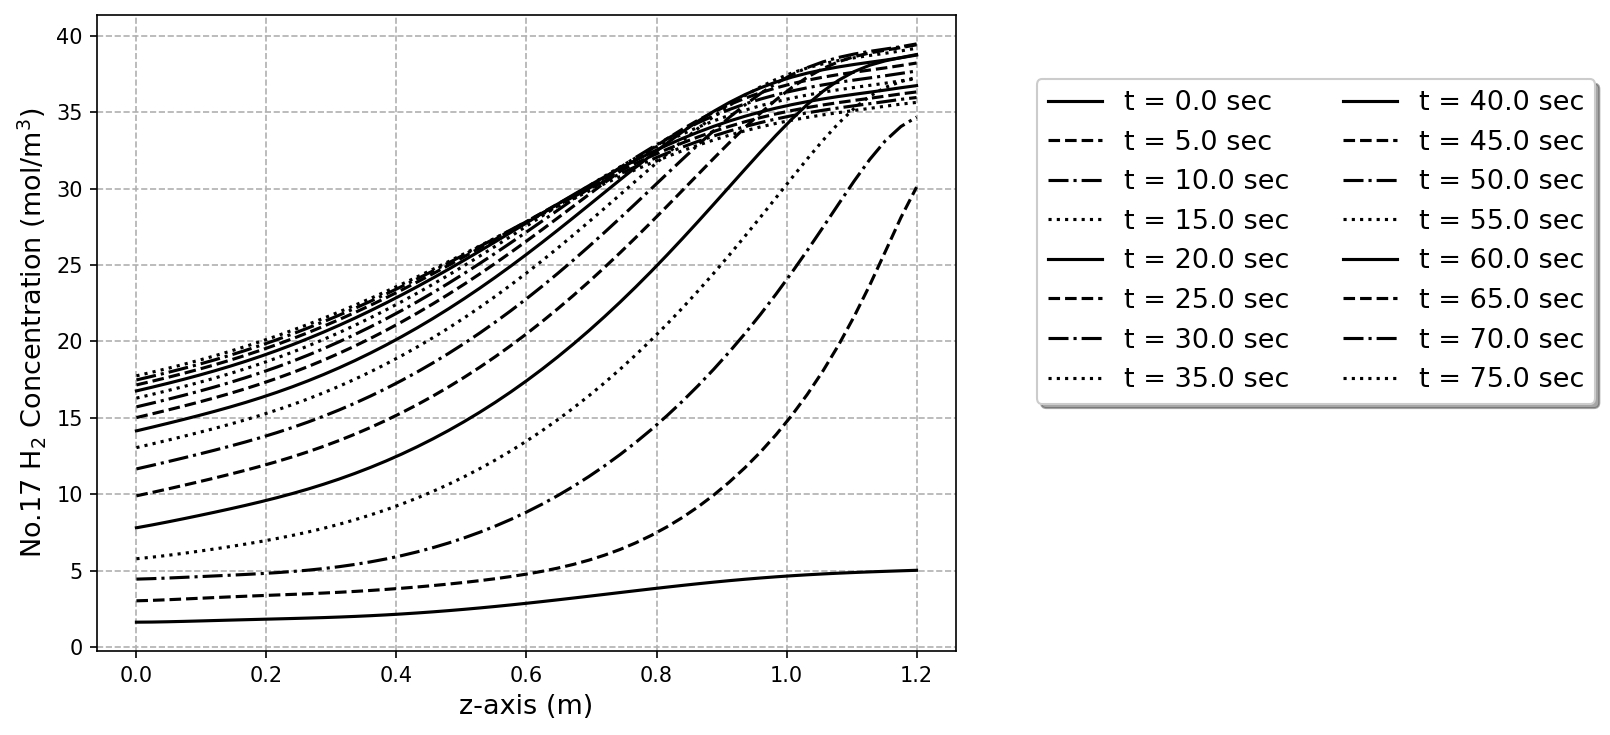 40
35
30
25
20
15
10
5
0
No.17 H₂ Concentration (mol/m³)
0.0 0.2 0.4 0.6 0.8 1.0 1.2
z-axis (m)
t = 0.0 sec
t = 5.0 sec
t = 10.0 sec
t = 15.0 sec
t = 20.0 sec
t = 25.0 sec
t = 30.0 sec
t = 35.0 sec
t = 40.0 sec
t = 45.0 sec
t = 50.0 sec
t = 55.0 sec
t = 60.0 sec
t = 65.0 sec
t = 70.0 sec
t = 75.0 sec